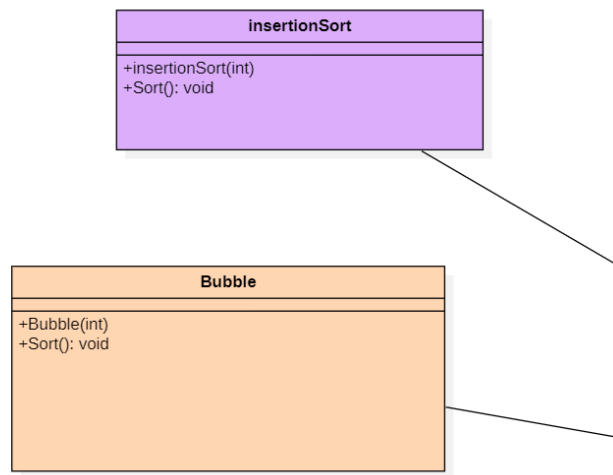 insertionSort
+insertionSort(int)
+Sort(): void
Bubble
+Bubble(int)
+Sort(): void